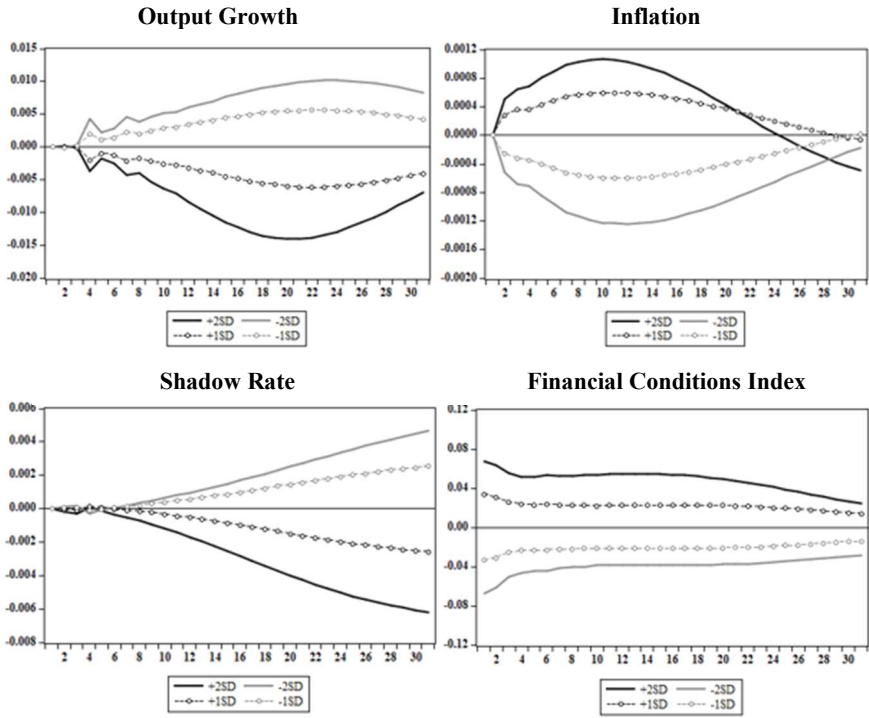 Output Growth
0.015
0.010
0.005
0.000
-0.005
-0.010
-0.015
-0.020
2 4 6 8 10 12 14 16 18 20 22 24 26 28 30
+2SD -2SD
+1SD -1SD
Inflation
0.0012
0.0008
0.0004
0.0000
-0.0004
-0.0008
-0.0012
-0.0016
-0.0020
2 4 6 8 10 12 14 16 18 20 22 24 26 28 30
+2SD -2SD
+1SD -1SD
Shadow Rate
0.006
0.004
0.002
0.000
-0.002
-0.004
-0.006
-0.008
2 4 6 8 10 12 14 16 18 20 22 24 26 28 30
+2SD -2SD
+1SD -1SD
Financial Conditions Index
0.12
0.08
0.04
0.00
-0.04
-0.08
-0.12
2 4 6 8 10 12 14 16 18 20 22 24 26 28 30
+2SD -2SD
+1SD -1SD